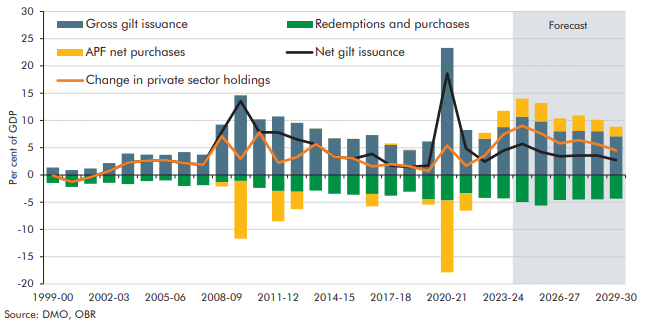 Gross gilt issuance
Redemptions and purchases
Forecast
APF net purchases
Net gilt issuance
Change in private sector holdings
Per cent of GDP
30
25
20
15
10
5
0
-5
-10
-15
-20
1999-00 2002-03 2005-06 2008-09 2011-12 2014-15 2017-18 2020-21 2023-24 2026-27 2029-30
Source: DMO, OBR